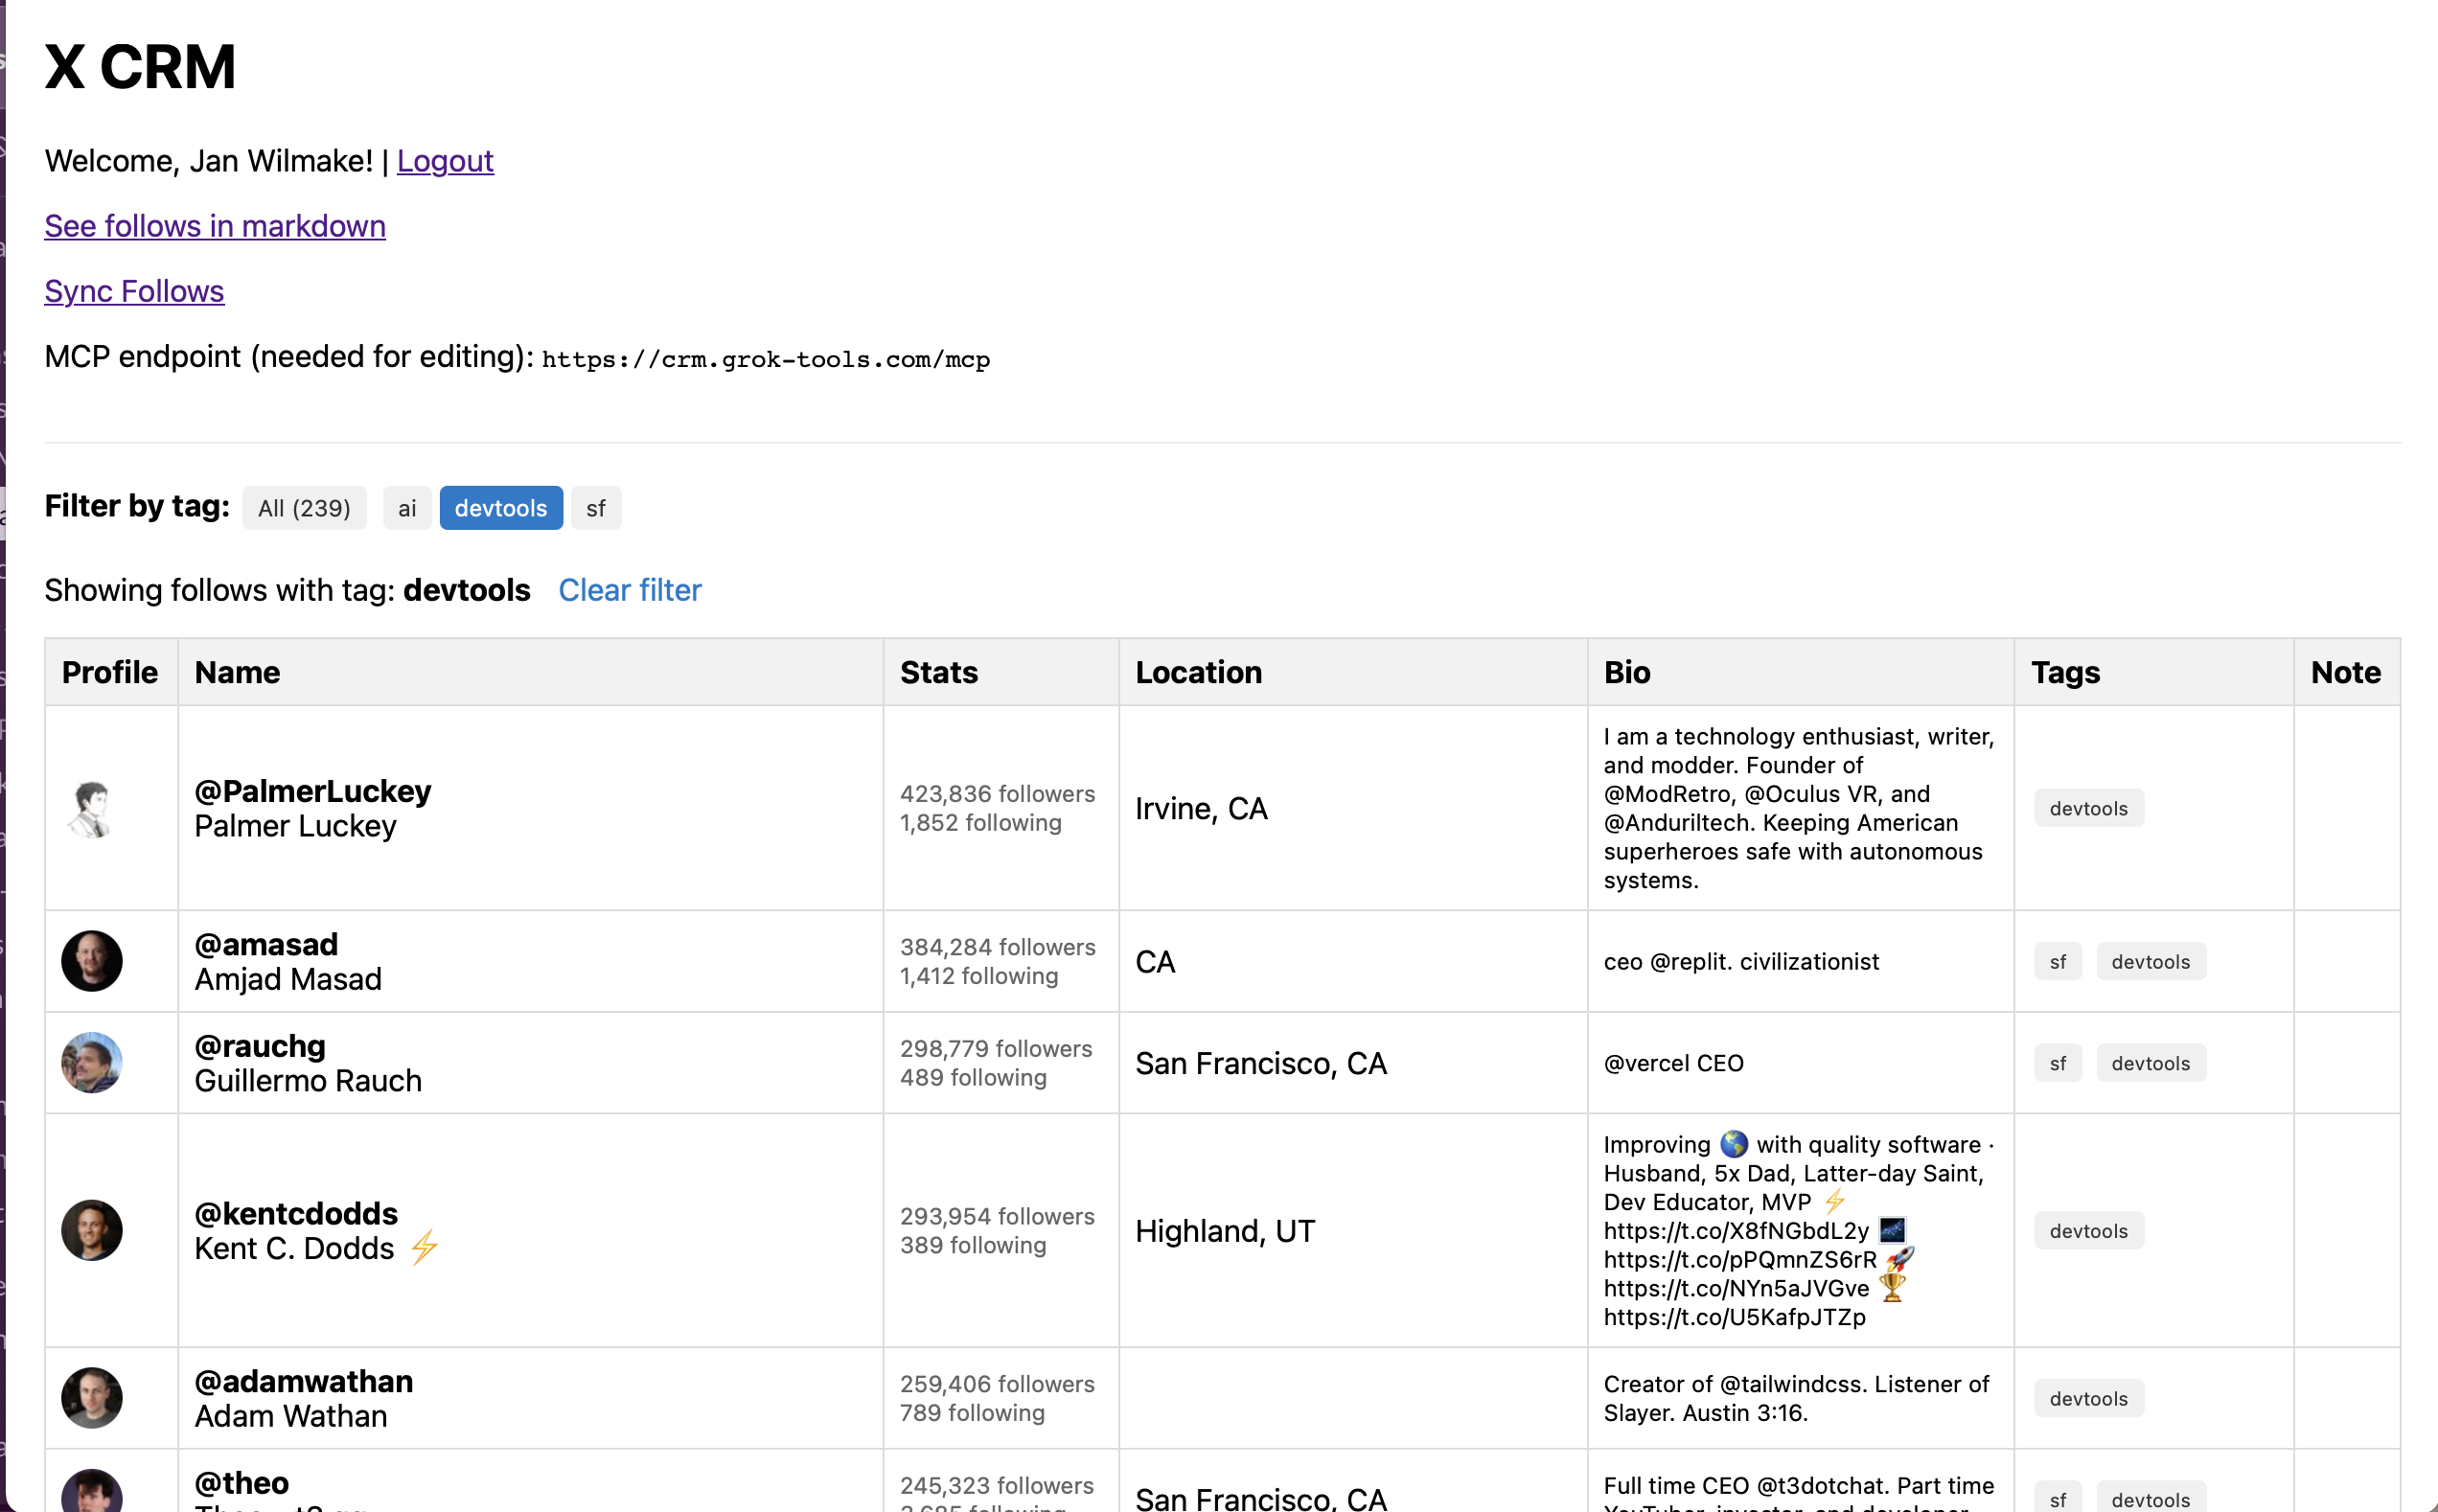 X CRM
Welcome, Jan Wilmake! | Logout
See follows in markdown
Sync Follows
MCP endpoint (needed for editing): https://crm.grok-tools.com/mcp
Filter by tag: All (239) ai devtools sf
Showing follows with tag: devtools Clear filter
Profile Name Stats Location Bio Tags Note
@PalmerLuckey
Palmer Luckey
423,836 followers
1,852 following
Irvine, CA
I am a technology enthusiast, writer,
and modder. Founder of
@ModRetro, @Oculus VR, and
@Anduriltech. Keeping American
superheroes safe with autonomous
systems.
devtools
@amasad
Amjad Masad
384,284 followers
1,412 following
CA
ceo @replit. civilizationist
sf devtools
@rauchg
Guillermo Rauch
298,779 followers
489 following
San Francisco, CA
@vercel CEO
sf devtools
@kentcdodds
Kent C. Dodds ⚡
293,954 followers
389 following
Highland, UT
Improving 🌎 with quality software ·
Husband, 5x Dad, Latter-day Saint,
Dev Educator, MVP ⚡
https://t.co/X8fNGbdL2y 🌌
https://t.co/pPQmnZS6rR 🚀
https://t.co/NYn5aJVGve 🏆
https://t.co/U5KafpJTZp
devtools
@adamwathan
Adam Wathan
259,406 followers
789 following
Creator of @tailwindcss. Listener of
Slayer. Austin 3:16.
devtools
@theo
245,323 followers
San Francisco, CA
Full time CEO @t3dotchat. Part time
YouTuber, investor, and developer
sf devtools